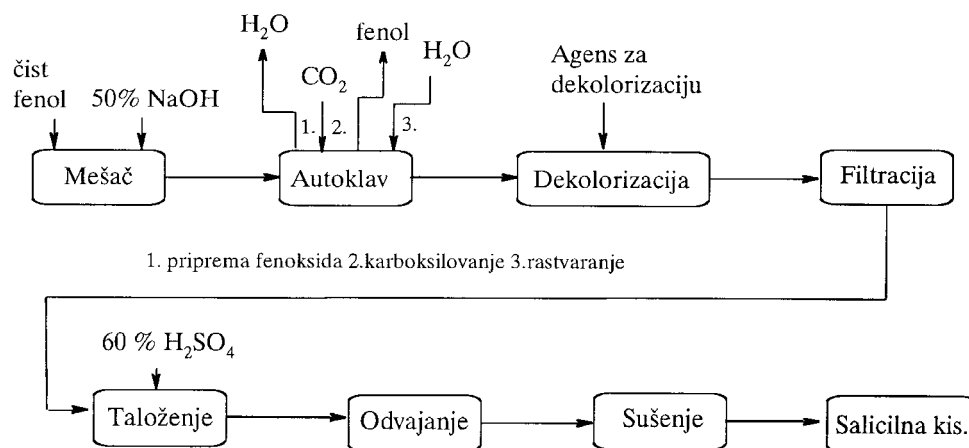 H₂O
fenol
CO₂
H₂O
Agens za
dekolorizaciju
čist
fenol
50% NaOH
1.
2.
3.
Mešač
Autoklav
Dekolorizacija
Filtracija
1. priprema fenoksida 2.karboksilovanje 3.rastvaranje
60 % H₂SO₄
Taloženje
Odvajanje
Sušenje
Salicilna kis.